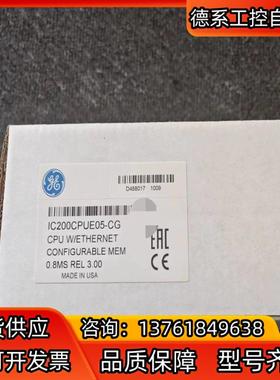 德系工控自
D488017 1009
IC200CPUE05-CG
CPU W/ETHERNET
CONFIGURABLE MEM
0.8MS REL 3.00
MADE IN USA
EAC
CE
货供应 咨询: 13761849638
可开发票 品质保障 型号齐